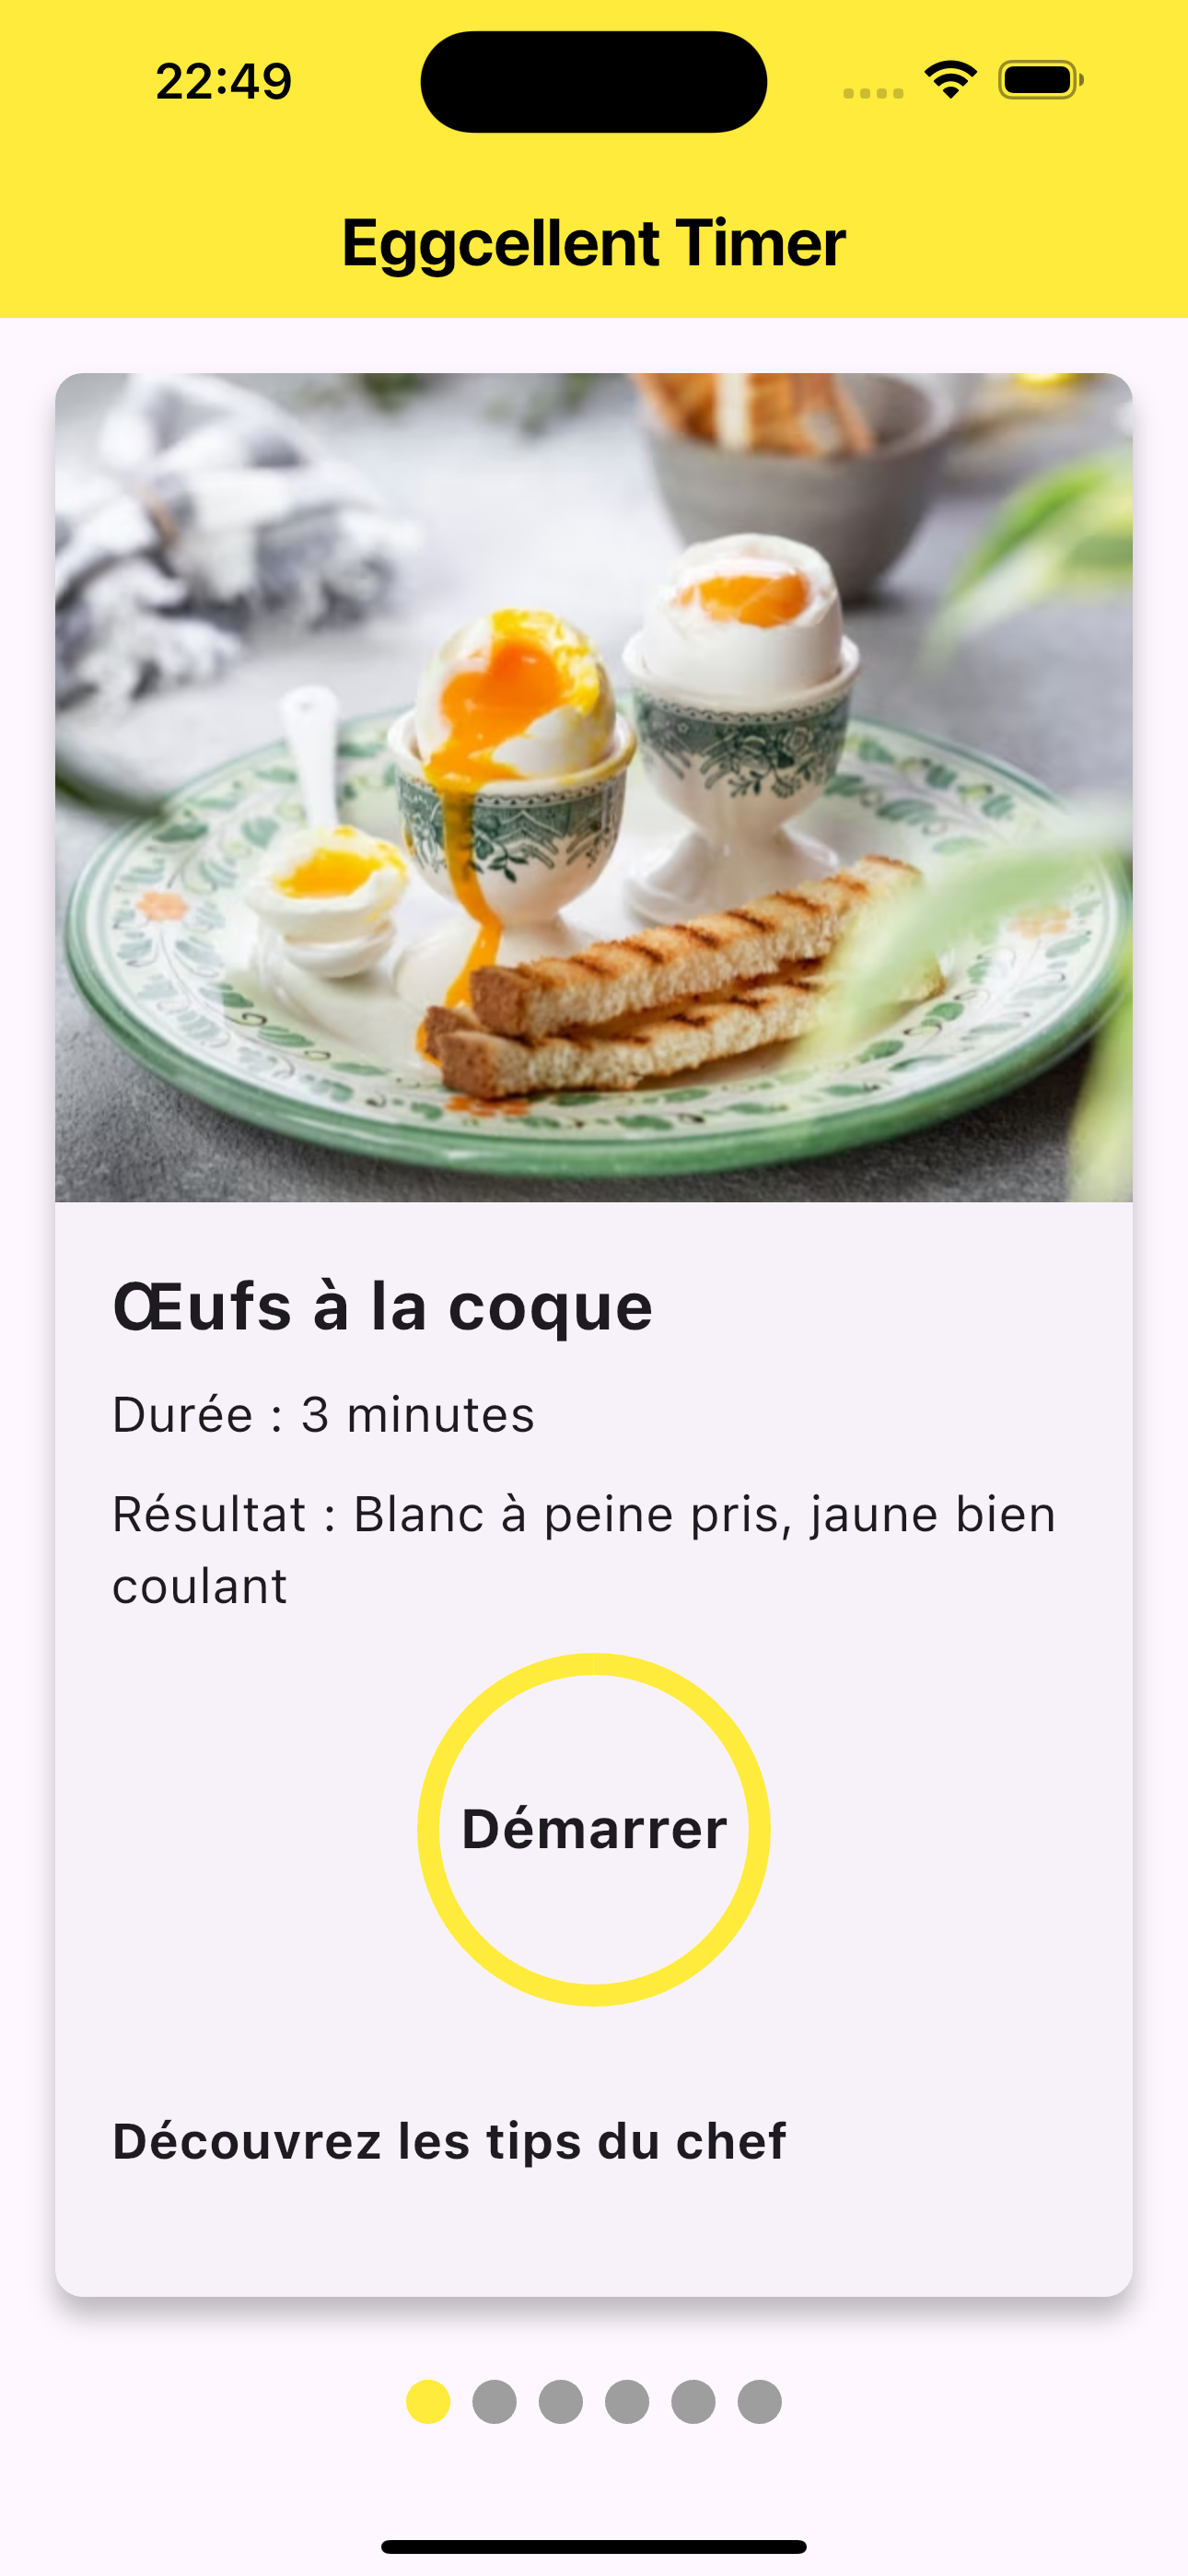 22:49
Eggcellent Timer
Œufs à la coque
Durée : 3 minutes
Résultat : Blanc à peine pris, jaune bien
coulant
Démarrer
Découvrez les tips du chef